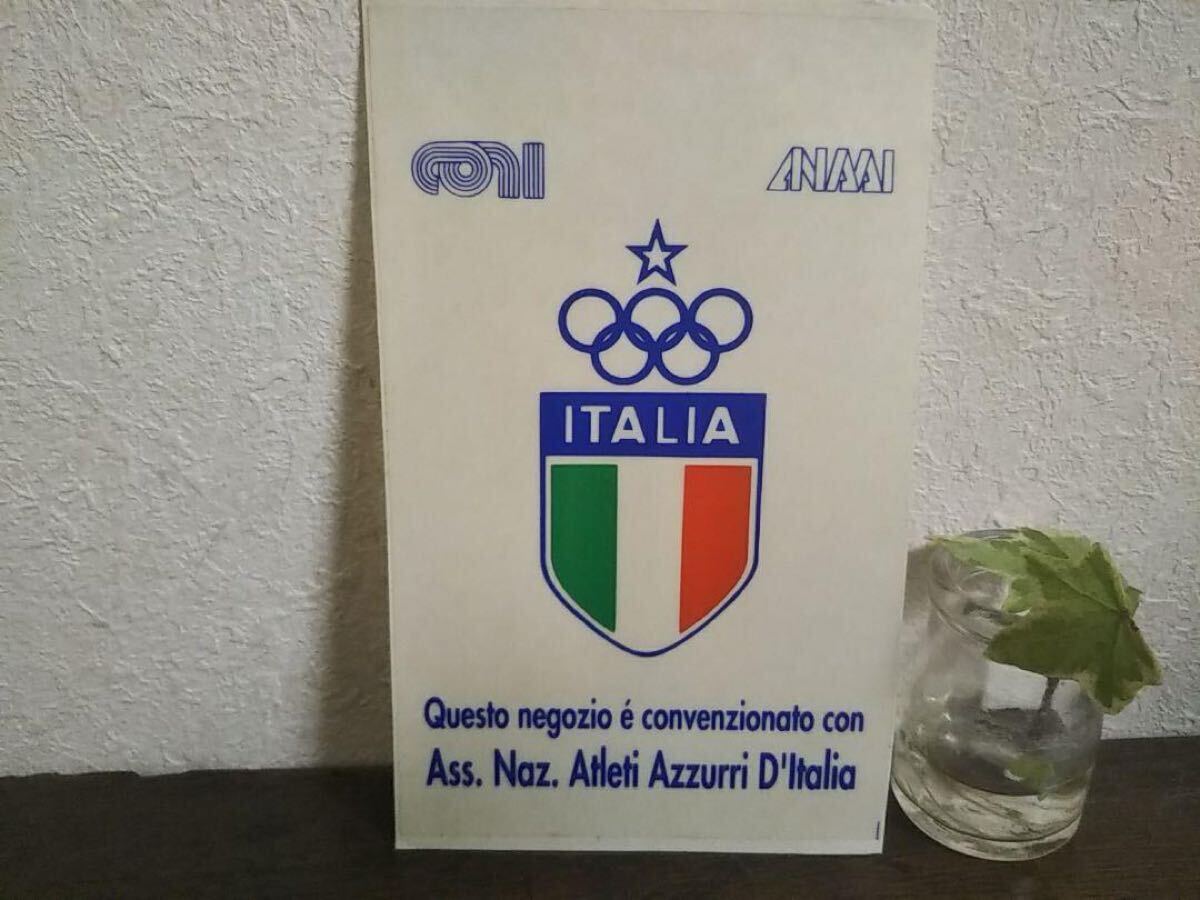 CONI
ANAAI
ITALIA
Questo negozio é convenzionato con
Ass. Naz. Atleti Azzurri D'Italia